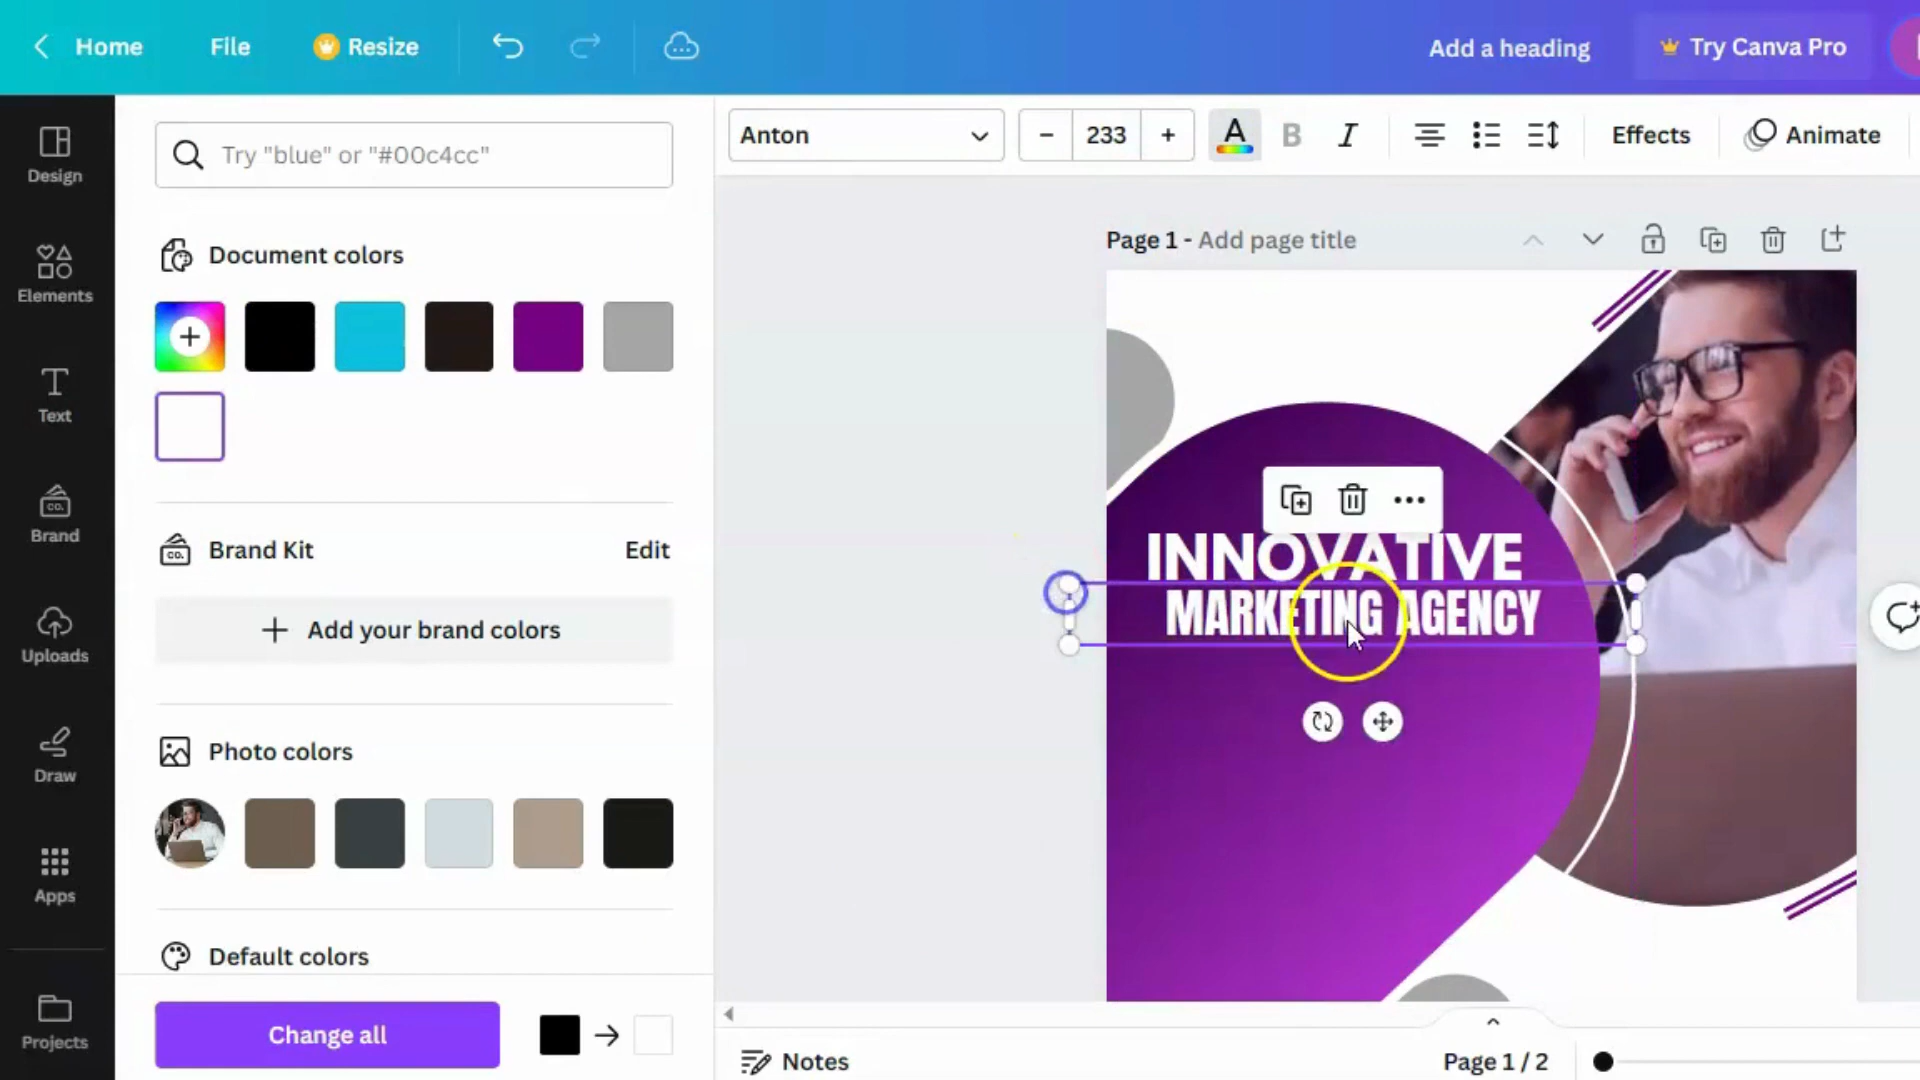 Home File Resize Add a heading Try Canva Pro
Design
Elements
Text
CO.
Brand
Uploads
Draw
Apps
Projects
Try "blue" or "#00c4cc"
Document colors
CO. Brand Kit Edit
+ Add your brand colors
Photo colors
Default colors
Change all
Anton - 233 + A B I Effects Animate
Page 1 - Add page title
INNOVATIVE
MARKETING AGENCY
Notes Page 1 / 2